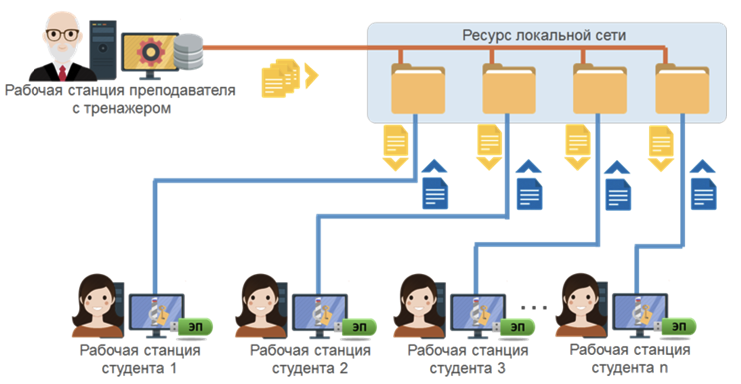 Ресурс локальной сети
Рабочая станция преподавателя
с тренажером
ЭП
ЭП
ЭП
ЭП
Рабочая станция
студента 1
Рабочая станция
студента 2
Рабочая станция
студента 3
...
Рабочая станция
студента n